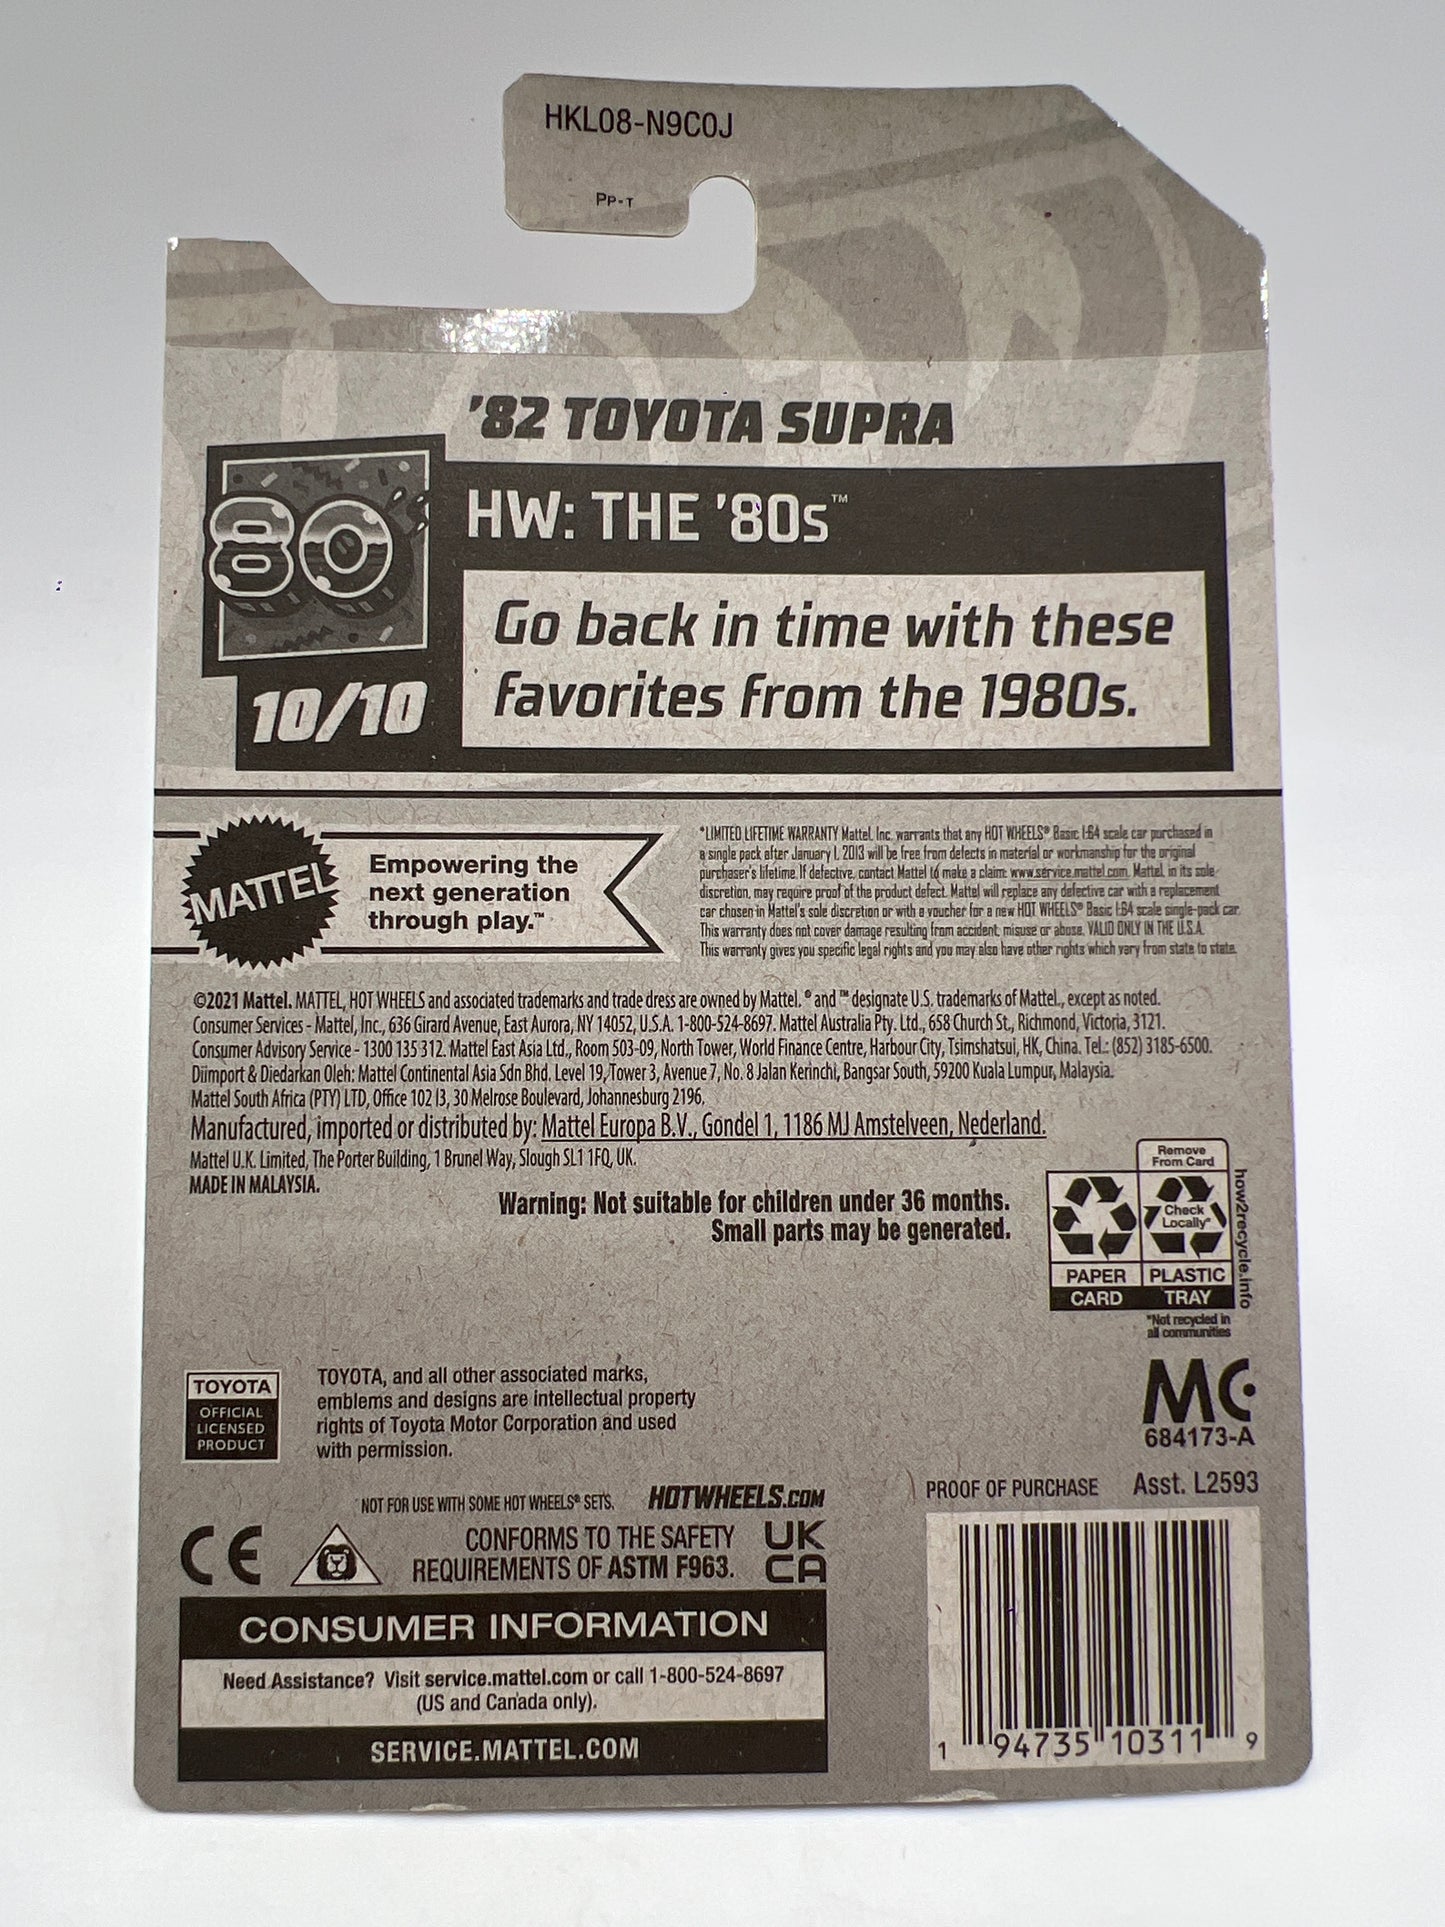 HKL08-N9C0J
PP-T
'82 TOYOTA SUPRA
80
HW: THE '80s™
Go back in time with these
favorites from the 1980s.
10/10
MATTEL
Empowering the
next generation
through play.™
*LIMITED LIFETIME WARRANTY Mattel, Inc. warrants that any HOT WHEELS® Basic 1:64 scale car purchased in
a single pack after January 1, 2013 will be free from defects in material or workmanship for the original
purchaser's lifetime. If defective, contact Mattel to make a claim: www.service.mattel.com. Mattel, in its sole
discretion, may require proof of the product defect. Mattel will replace any defective car with a replacement
car chosen in Mattel's sole discretion or with a voucher for a new HOT WHEELS® Basic 1:64 scale single-pack car.
This warranty does not cover damage resulting from accident, misuse or abuse. VALID ONLY IN THE U.S.A.
This warranty gives you specific legal rights and you may also have other rights which vary from state to state.
©2021 Mattel. MATTEL, HOT WHEELS and associated trademarks and trade dress are owned by Mattel. ® and ™ designate U.S. trademarks of Mattel., except as noted.
Consumer Services - Mattel, Inc., 636 Girard Avenue, East Aurora, NY 14052, U.S.A. 1-800-524-8697. Mattel Australia Pty. Ltd., 658 Church St., Richmond, Victoria, 3121.
Consumer Advisory Service - 1300 135 312. Mattel East Asia Ltd., Room 503-09, North Tower, World Finance Centre, Harbour City, Tsimshatsui, HK, China. Tel.: (852) 3185-6500.
Diimport & Diedarkan Oleh: Mattel Continental Asia Sdn Bhd. Level 19, Tower 3, Avenue 7, No. 8 Jalan Kerinchi, Bangsar South, 59200 Kuala Lumpur, Malaysia.
Mattel South Africa (PTY) LTD, Office 102 I3, 30 Melrose Boulevard, Johannesburg 2196.
Manufactured, imported or distributed by: Mattel Europa B.V., Gondel 1, 1186 MJ Amstelveen, Nederland.
Mattel U.K. Limited, The Porter Building, 1 Brunel Way, Slough SL1 1FQ, UK.
MADE IN MALAYSIA.
Warning: Not suitable for children under 36 months.
Small parts may be generated.
Remove
From Card
Check
Locally*
PAPER
CARD
PLASTIC
TRAY
how2recycle.info
*Not recycled in
all communities
TOYOTA
OFFICIAL
LICENSED
PRODUCT
TOYOTA, and all other associated marks,
emblems and designs are intellectual property
rights of Toyota Motor Corporation and used
with permission.
MC
684173-A
NOT FOR USE WITH SOME HOT WHEELS® SETS.
HOTWHEELS.COM
PROOF OF PURCHASE
Asst. L2593
CE
CONFORMS TO THE SAFETY
REQUIREMENTS OF ASTM F963.
UK
CA
CONSUMER INFORMATION
Need Assistance? Visit service.mattel.com or call 1-800-524-8697
(US and Canada only).
SERVICE.MATTEL.COM
1 94735 10311 9